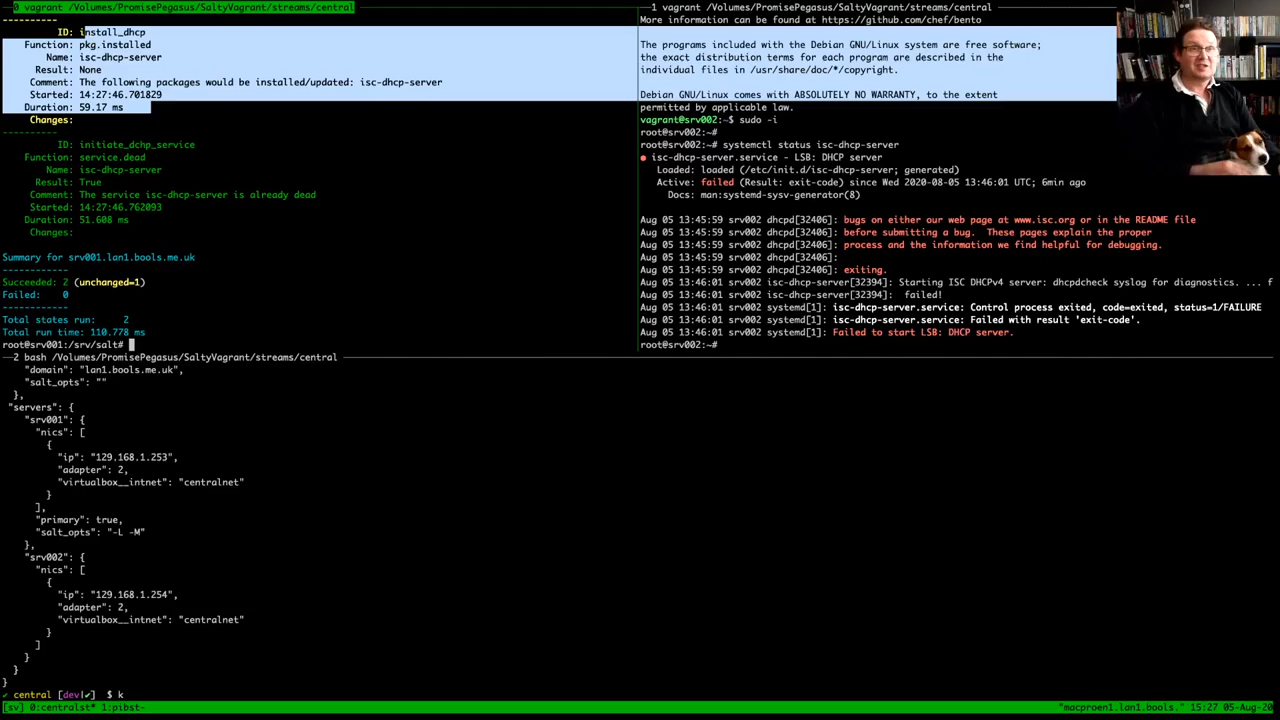 0 vagrant /Volumes/PromisePegasus/SaltyVagrant/streams/central
----------
ID: install_dhcp
Function: pkg.installed
Name: isc-dhcp-server
Result: None
Comment: The following packages would be installed/updated: isc-dhcp-server
Started: 14:27:46.701829
Duration: 59.17 ms
Changes:
----------
ID: initiate_dchp_service
Function: service.dead
Name: isc-dhcp-server
Result: True
Comment: The service isc-dhcp-server is already dead
Started: 14:27:46.762093
Duration: 51.608 ms
Changes:
Summary for srv001.lan1.bools.me.uk
------------
Succeeded: 2 (unchanged=1)
Failed: 0
------------
Total states run: 2
Total run time: 110.778 ms
root@srv001:/srv/salt#
1 vagrant /Volumes/PromisePegasus/SaltyVagrant/streams/central
More information can be found at https://github.com/chef/bento
The programs included with the Debian GNU/Linux system are free software;
the exact distribution terms for each program are described in the
individual files in /usr/share/doc/*/copyright.
Debian GNU/Linux comes with ABSOLUTELY NO WARRANTY, to the extent
permitted by applicable law.
vagrant@srv002:~$ sudo -i
root@srv002:~#
root@srv002:~# systemctl status isc-dhcp-server
● isc-dhcp-server.service - LSB: DHCP server
Loaded: loaded (/etc/init.d/isc-dhcp-server; generated)
Active: failed (Result: exit-code) since Wed 2020-08-05 13:46:01 UTC; 6min ago
Docs: man:systemd-sysv-generator(8)
Aug 05 13:45:59 srv002 dhcpd[32406]: bugs on either our web page at www.isc.org or in the README file
Aug 05 13:45:59 srv002 dhcpd[32406]: before submitting a bug.  These pages explain the proper
Aug 05 13:45:59 srv002 dhcpd[32406]: process and the information we find helpful for debugging.
Aug 05 13:45:59 srv002 dhcpd[32406]:
Aug 05 13:45:59 srv002 dhcpd[32406]: exiting.
Aug 05 13:46:01 srv002 isc-dhcp-server[32394]: Starting ISC DHCPv4 server: dhcpdcheck syslog for diagnostics. ... f
Aug 05 13:46:01 srv002 isc-dhcp-server[32394]:  failed!
Aug 05 13:46:01 srv002 systemd[1]: isc-dhcp-server.service: Control process exited, code=exited, status=1/FAILURE
Aug 05 13:46:01 srv002 systemd[1]: isc-dhcp-server.service: Failed with result 'exit-code'.
Aug 05 13:46:01 srv002 systemd[1]: Failed to start LSB: DHCP server.
root@srv002:~#
2 bash /Volumes/PromisePegasus/SaltyVagrant/streams/central
"domain": "lan1.bools.me.uk",
"salt_opts": ""
},
"servers": {
"srv001": {
"nics": [
{
"ip": "129.168.1.253",
"adapter": 2,
"virtualbox__intnet": "centralnet"
}
],
"primary": true,
"salt_opts": "-L -M"
},
"srv002": {
"nics": [
{
"ip": "129.168.1.254",
"adapter": 2,
"virtualbox__intnet": "centralnet"
}
]
}
}
}
✔ central [dev|✔] $ k
[sv] 0:centralst* 1:pibst- "macproen1.lan1.bools." 15:27 05-Aug-20